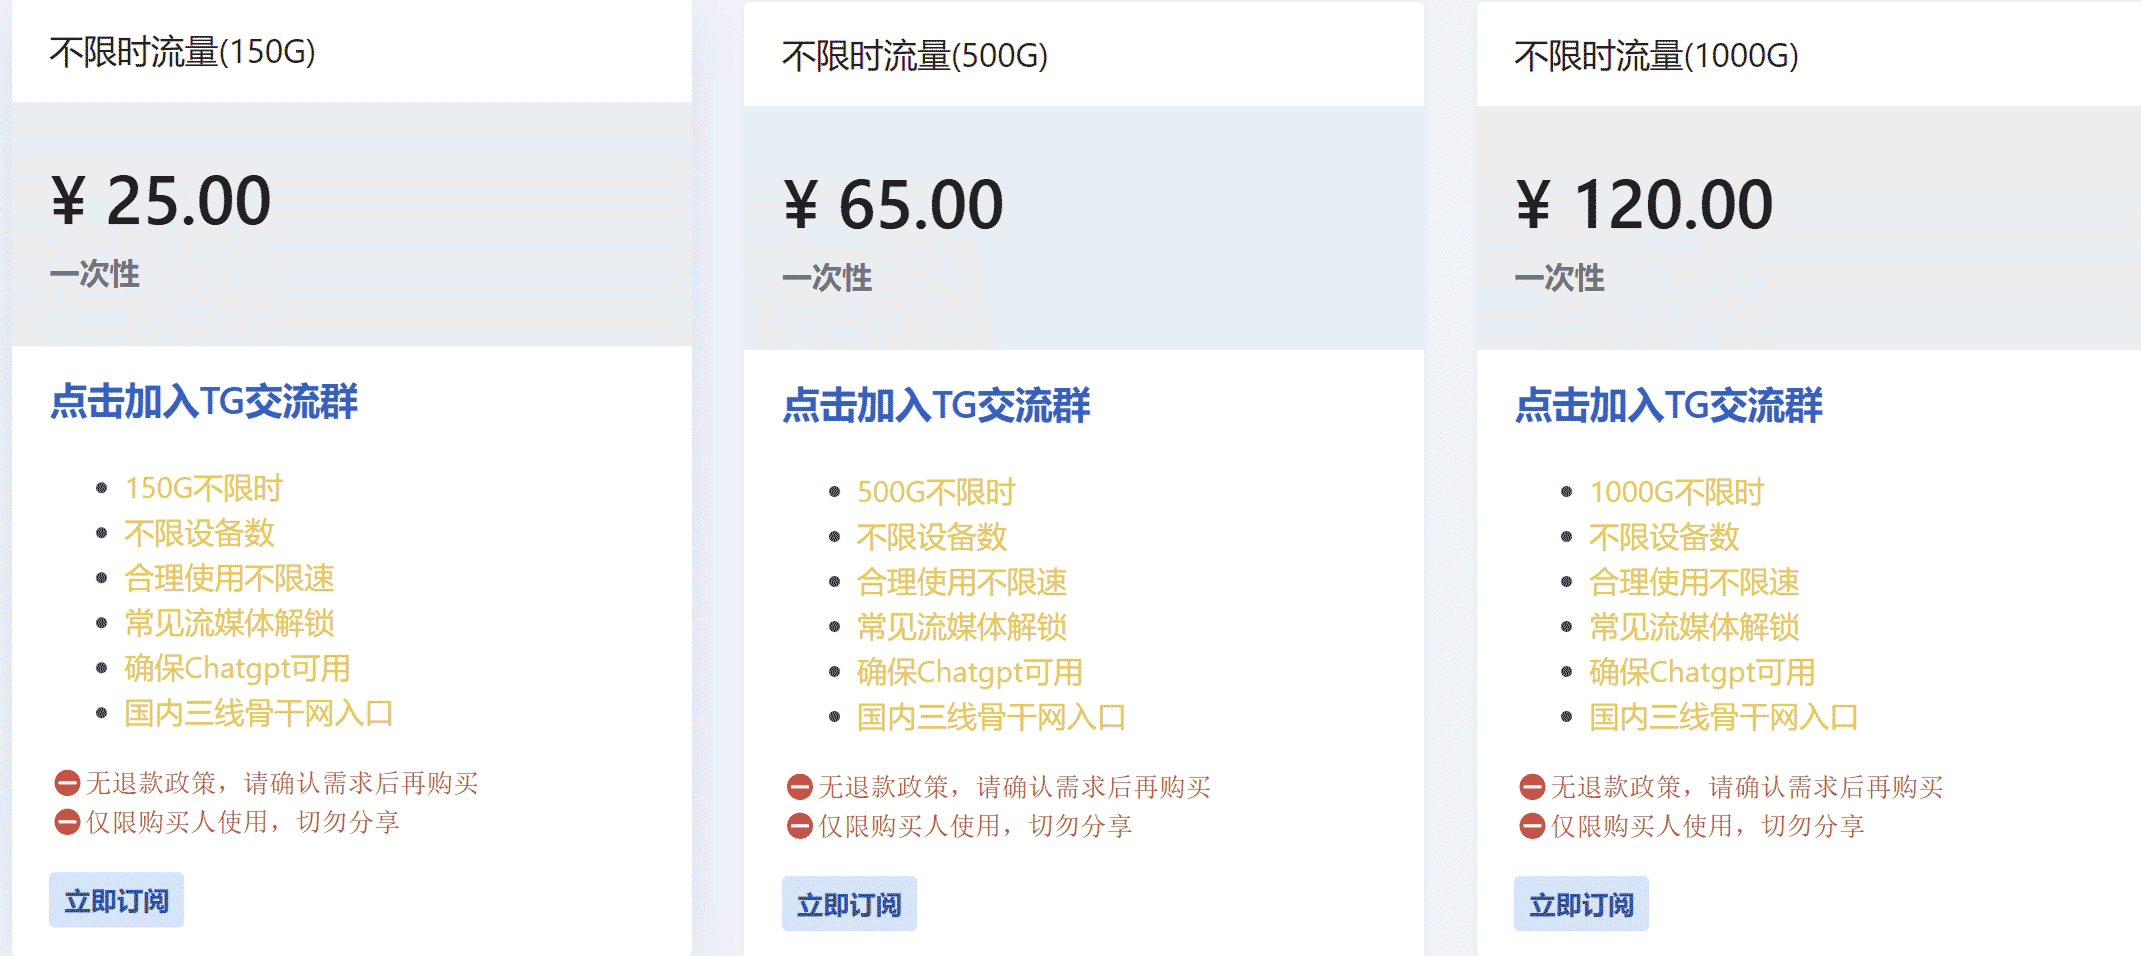 不限时流量(150G)
¥ 25.00
一次性
点击加入TG交流群
150G不限时
不限设备数
合理使用不限速
常见流媒体解锁
确保Chatgpt可用
国内三线骨干网入口
⛔无退款政策，请确认需求后再购买
⛔仅限购买人使用，切勿分享
立即订阅
不限时流量(500G)
¥ 65.00
一次性
点击加入TG交流群
500G不限时
不限设备数
合理使用不限速
常见流媒体解锁
确保Chatgpt可用
国内三线骨干网入口
⛔无退款政策，请确认需求后再购买
⛔仅限购买人使用，切勿分享
立即订阅
不限时流量(1000G)
¥ 120.00
一次性
点击加入TG交流群
1000G不限时
不限设备数
合理使用不限速
常见流媒体解锁
确保Chatgpt可用
国内三线骨干网入口
⛔无退款政策，请确认需求后再购买
⛔仅限购买人使用，切勿分享
立即订阅